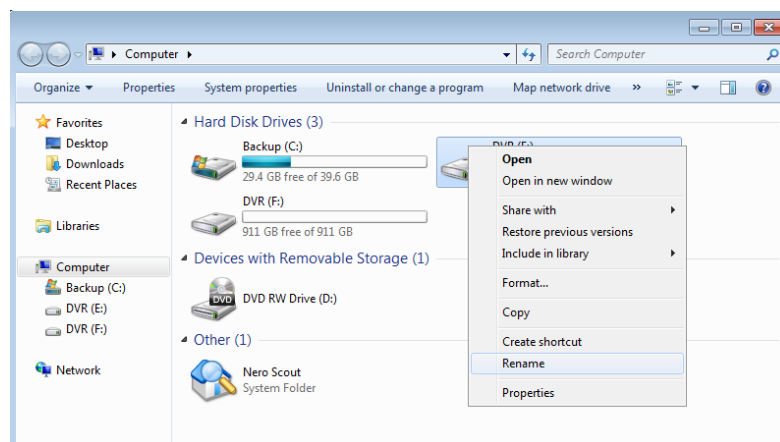 Computer
Search Computer
Organize
Properties
System properties
Uninstall or change a program
Map network drive
»
Favorites
Desktop
Downloads
Recent Places
Libraries
Computer
Backup (C:)
DVR (E:)
DVR (F:)
Network
Hard Disk Drives (3)
Backup (C:)
29.4 GB free of 39.6 GB
DVR (F:)
911 GB free of 911 GB
Devices with Removable Storage (1)
DVD
DVD RW Drive (D:)
Other (1)
Nero Scout
System Folder
DVR (E:)
Open
Open in new window
Share with
Restore previous versions
Include in library
Format...
Copy
Create shortcut
Rename
Properties